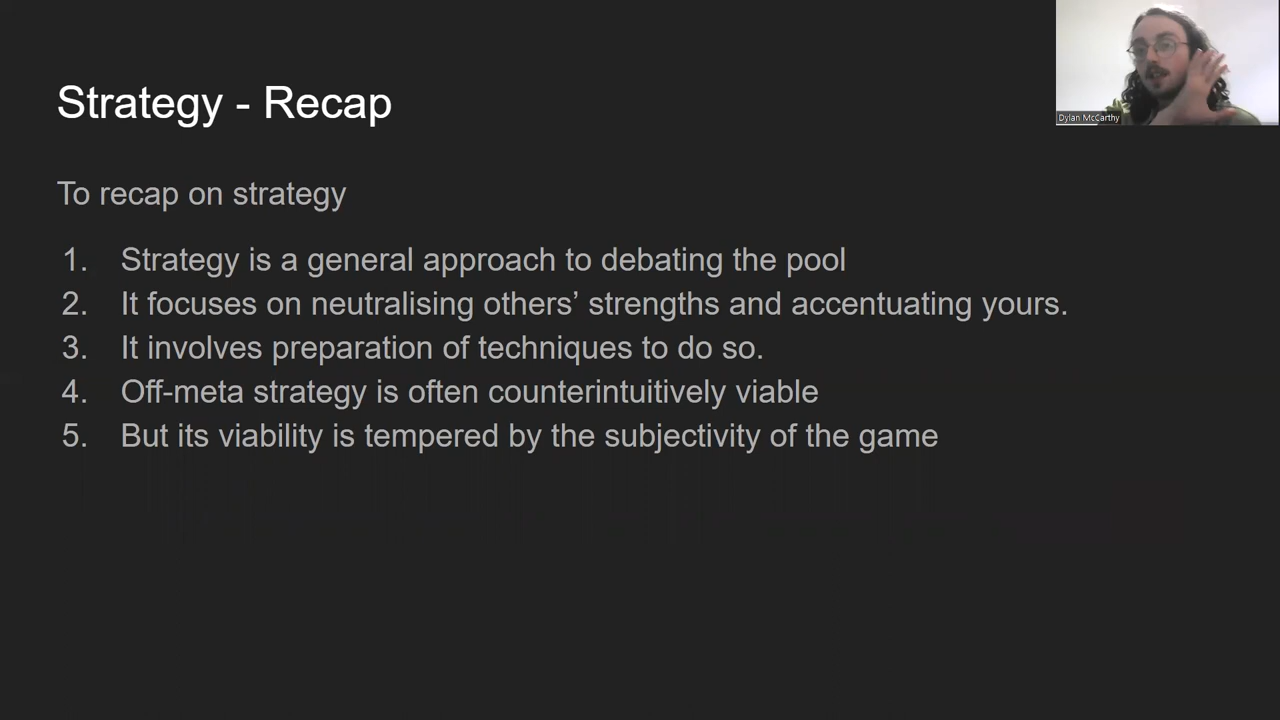 Strategy - Recap
Dylan McCarthy
To recap on strategy
1. Strategy is a general approach to debating the pool
2. It focuses on neutralising others’ strengths and accentuating yours.
3. It involves preparation of techniques to do so.
4. Off-meta strategy is often counterintuitively viable
5. But its viability is tempered by the subjectivity of the game